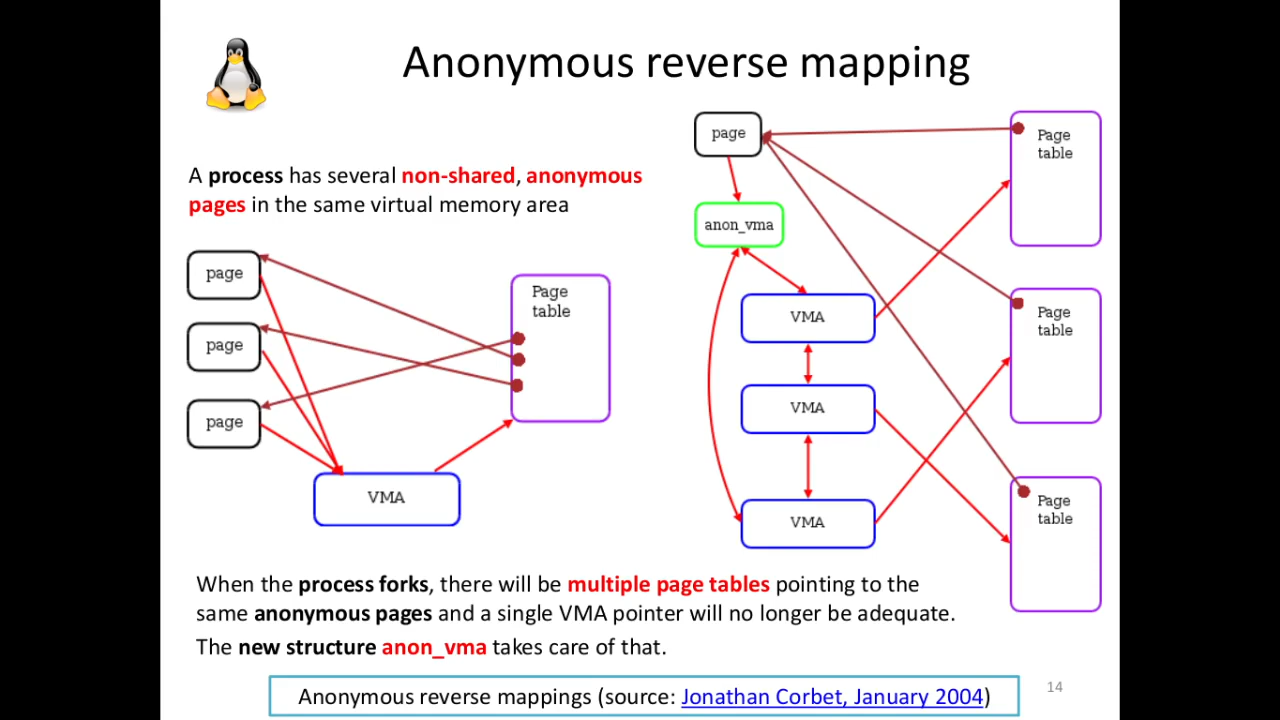 Anonymous reverse mapping
A process has several non-shared, anonymous
pages in the same virtual memory area
page
page
page
Page
table
VMA
page
anon_vma
VMA
VMA
VMA
Page
table
Page
table
Page
table
When the process forks, there will be multiple page tables pointing to the
same anonymous pages and a single VMA pointer will no longer be adequate.
The new structure anon_vma takes care of that.
Anonymous reverse mappings (source: Jonathan Corbet, January 2004)
14